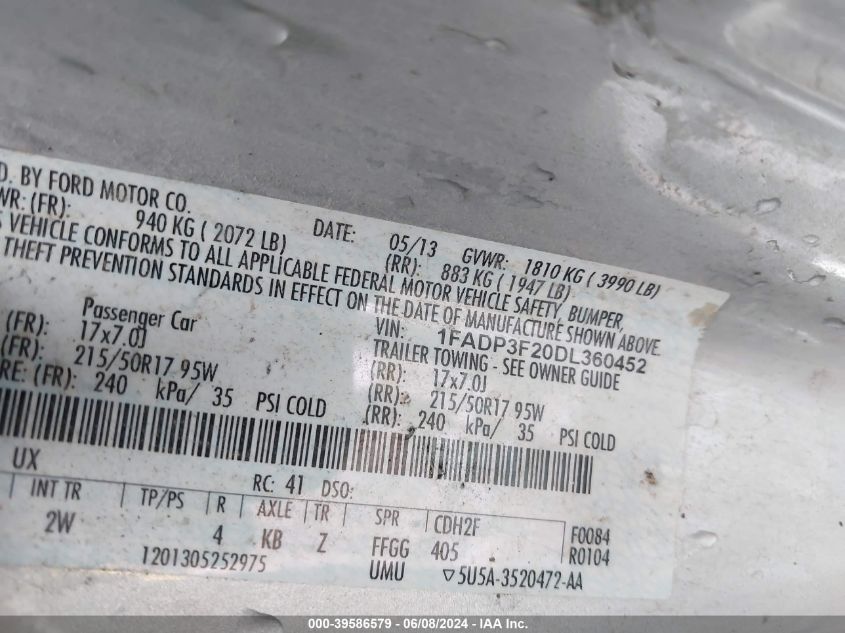 D. BY FORD MOTOR CO.
WR: (FR): 940 KG ( 2072 LB) DATE: 05/13 GVWR: 1810 KG ( 3990 LB)
(RR): 883 KG ( 1947 LB)
VEHICLE CONFORMS TO ALL APPLICABLE FEDERAL MOTOR VEHICLE SAFETY, BUMPER,
THEFT PREVENTION STANDARDS IN EFFECT ON THE DATE OF MANUFACTURE SHOWN ABOVE.
Passenger Car VIN: 1FADP3F20DL360452
TRAILER TOWING - SEE OWNER GUIDE
(FR): 17x7.0J (RR): 17x7.0J
(FR): 215/50R17 95W (RR): 215/50R17 95W
RE: (FR): 240 kPa/ 35 PSI COLD (RR): 240 kPa/ 35 PSI COLD
UX RC: 41 DSO:
INT TR TP/PS R AXLE TR SPR CDH2F F0084
2W 4 KB Z FFGG 405 R0104
1201305252975 UMU ▽5U5A-3520472-AA
000-39586579 - 06/08/2024 - IAA Inc.